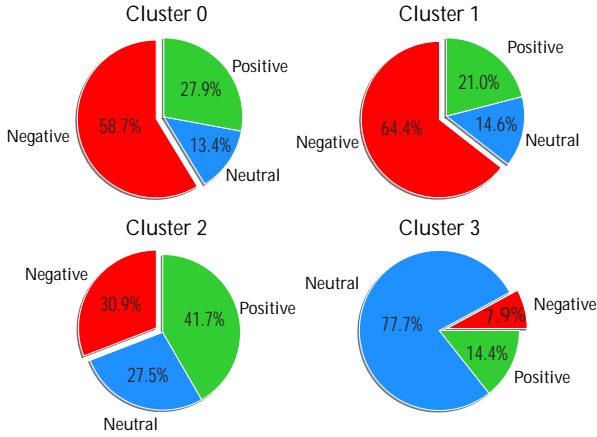 Cluster 0
Positive
27.9%
Negative
58.7%
13.4%
Neutral
Cluster 1
Positive
21.0%
Negative
64.4%
14.6%
Neutral
Cluster 2
Negative
30.9%
41.7%
Positive
27.5%
Neutral
Cluster 3
Neutral
77.7%
Negative
7.9%
14.4%
Positive